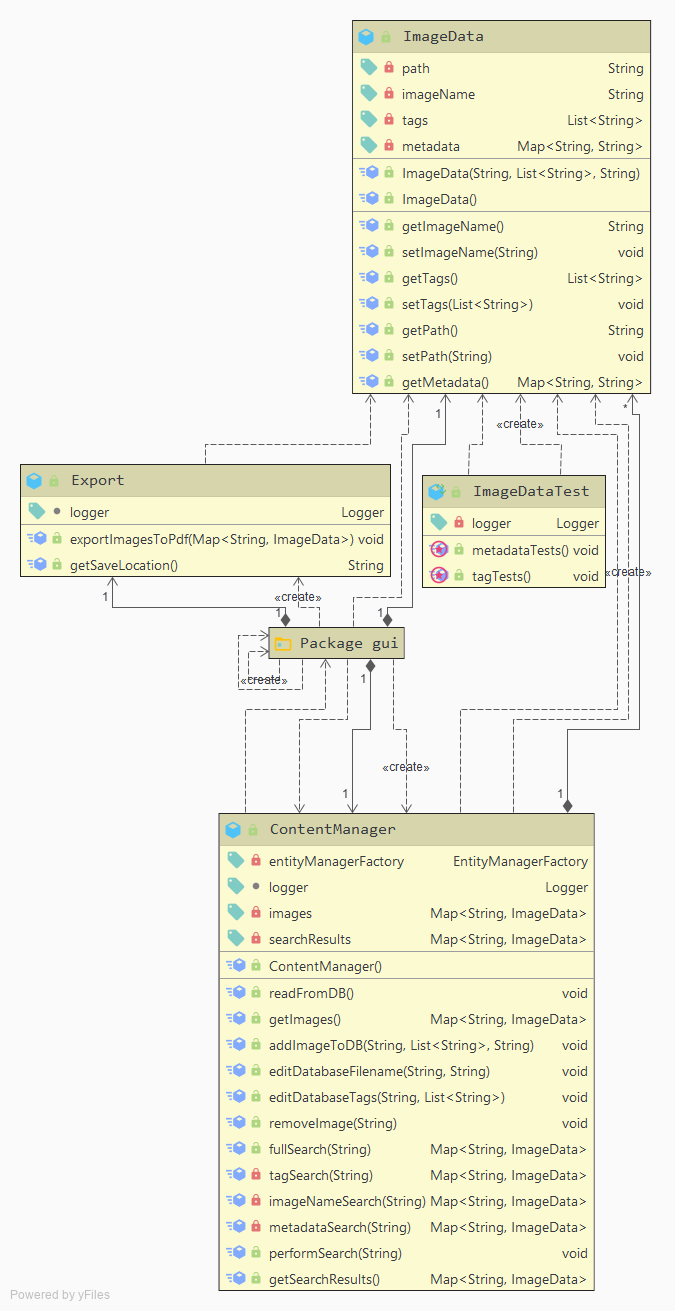 ImageData
path String
imageName String
tags List<String>
metadata Map<String, String>
ImageData(String, List<String>, String)
ImageData()
getImageName() String
setImageName(String) void
getTags() List<String>
setTags(List<String>) void
getPath() String
setPath(String) void
getMetadata() Map<String, String>
1
*
«create»
Export
logger Logger
exportImagesToPdf(Map<String, ImageData>) void
getSaveLocation() String
ImageDataTest
logger Logger
metadataTests() void
tagTests() void
«create»
1
«create»
1
1
Package gui
«create»
1
«create»
1
1
ContentManager
entityManagerFactory EntityManagerFactory
logger Logger
images Map<String, ImageData>
searchResults Map<String, ImageData>
ContentManager()
readFromDB() void
getImages() Map<String, ImageData>
addImageToDB(String, List<String>, String) void
editDatabaseFilename(String, String) void
editDatabaseTags(String, List<String>) void
removeImage(String) void
fullSearch(String) Map<String, ImageData>
tagSearch(String) Map<String, ImageData>
imageNameSearch(String) Map<String, ImageData>
metadataSearch(String) Map<String, ImageData>
performSearch(String) void
getSearchResults() Map<String, ImageData>
Powered by yFiles